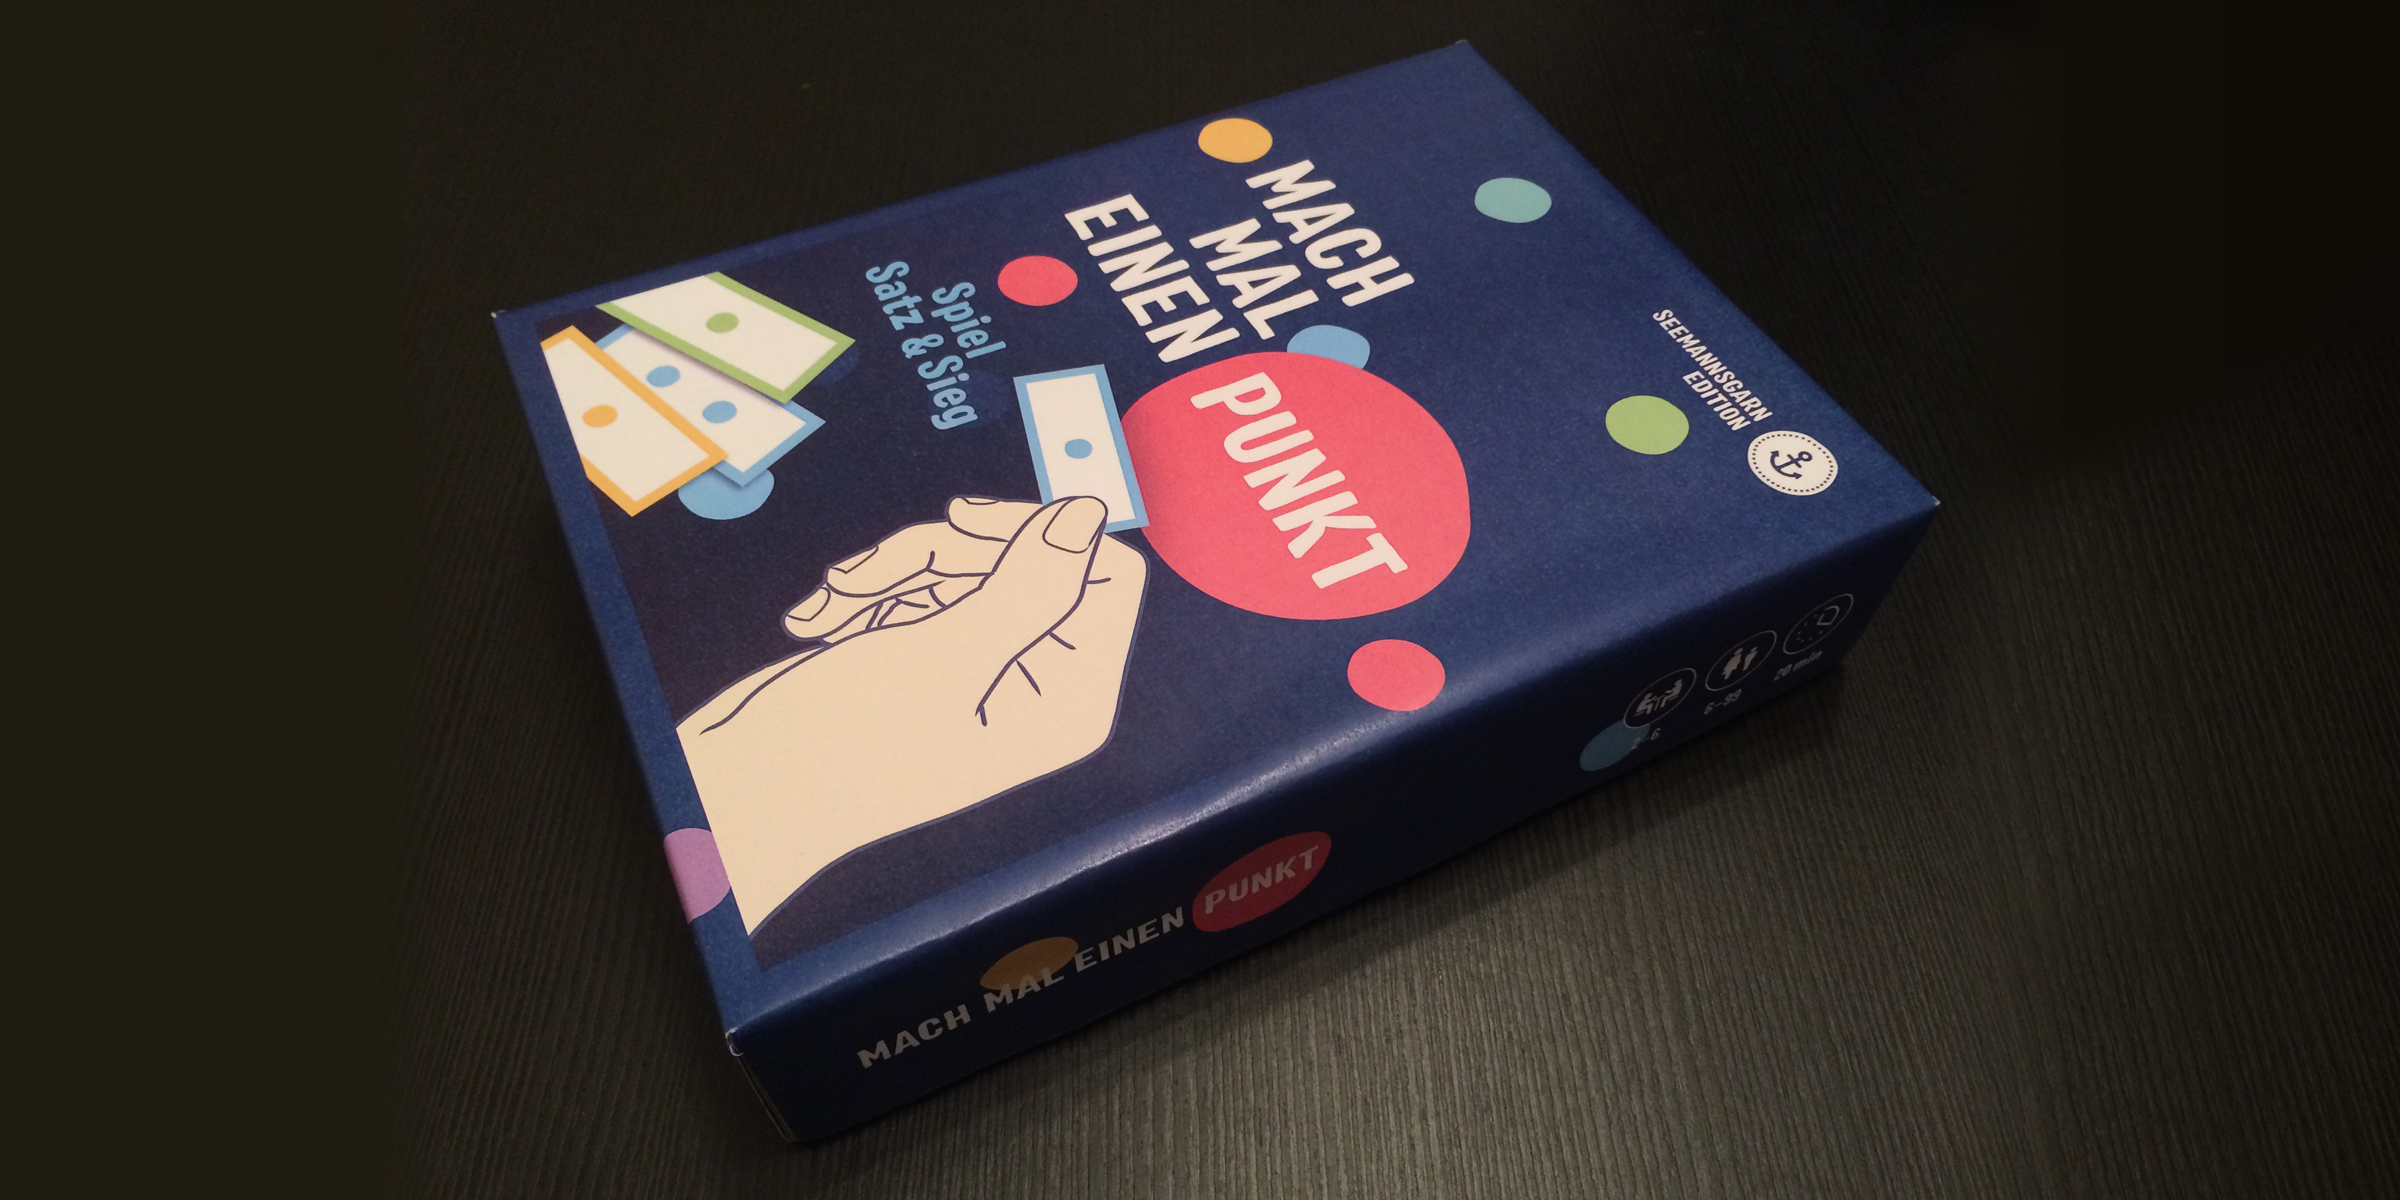 MACH
MAL
EINEN
PUNKT
Spiel
Satz & Sieg
SEEMANNSGARN
EDITION
MACH MAL EINEN PUNKT
6–99
20 min